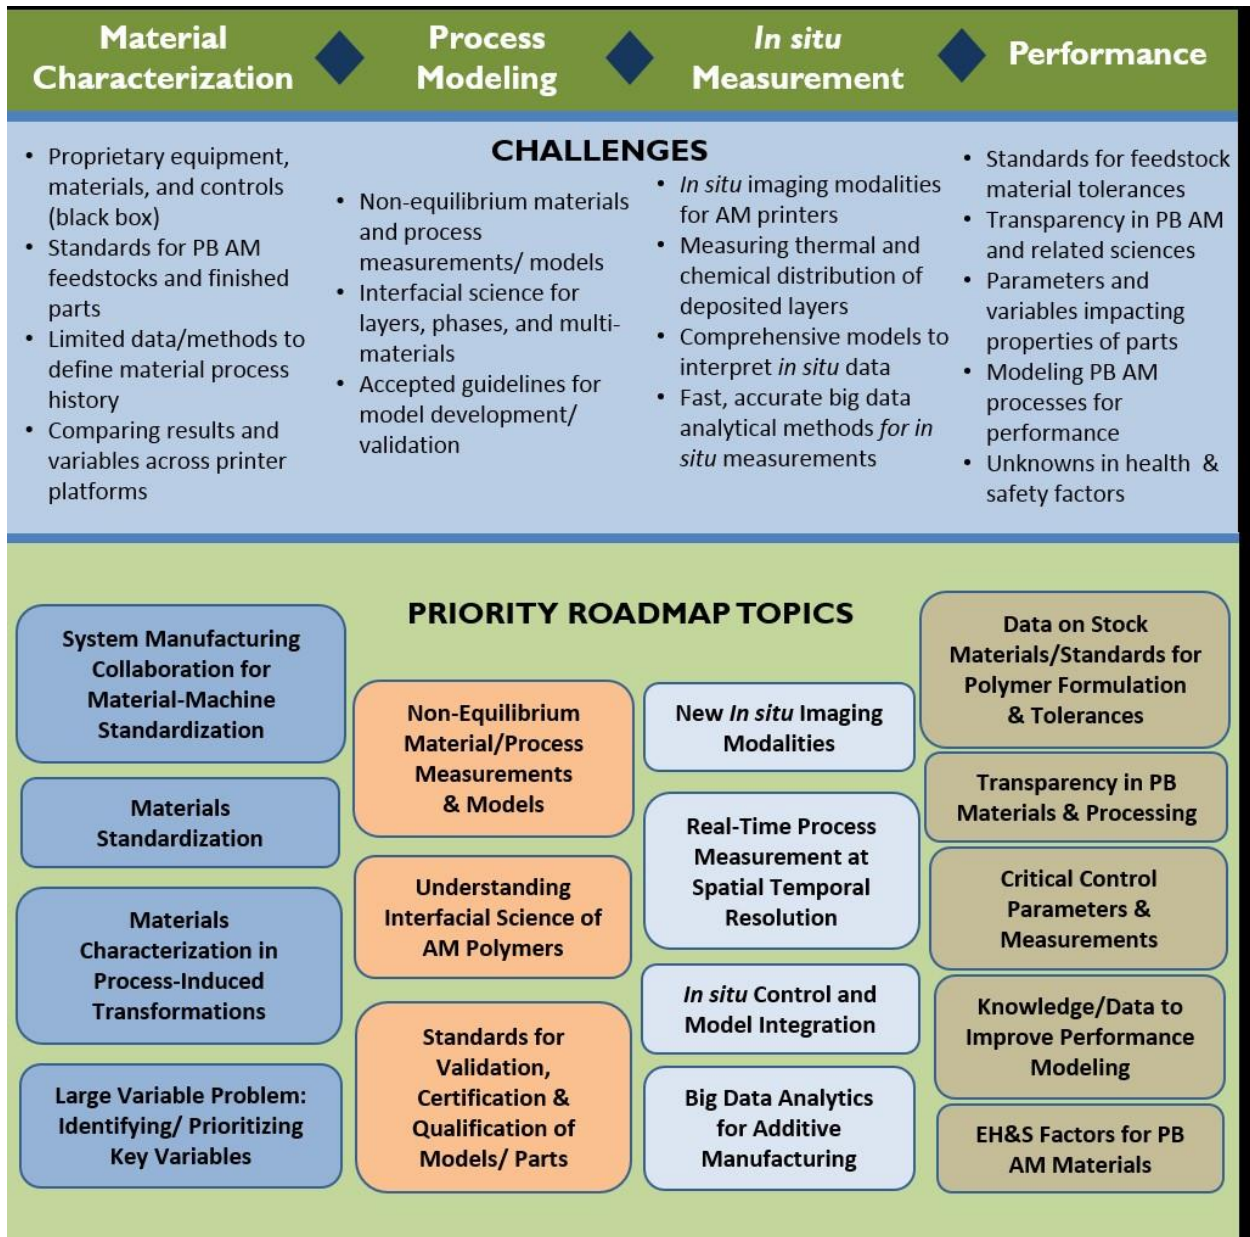 Material
Characterization
Process
Modeling
In situ
Measurement
Performance
CHALLENGES
• Proprietary equipment,
materials, and controls
(black box)
• Standards for PB AM
feedstocks and finished
parts
• Limited data/methods to
define material process
history
• Comparing results and
variables across printer
platforms
• Non-equilibrium materials
and process
measurements/ models
• Interfacial science for
layers, phases, and multi-
materials
• Accepted guidelines for
model development/
validation
• In situ imaging modalities
for AM printers
• Measuring thermal and
chemical distribution of
deposited layers
• Comprehensive models to
interpret in situ data
• Fast, accurate big data
analytical methods for in
situ measurements
• Standards for feedstock
material tolerances
• Transparency in PB AM
and related sciences
• Parameters and
variables impacting
properties of parts
• Modeling PB AM
processes for
performance
• Unknowns in health &
safety factors
PRIORITY ROADMAP TOPICS
System Manufacturing
Collaboration for
Material-Machine
Standardization
Materials
Standardization
Materials
Characterization in
Process-Induced
Transformations
Large Variable Problem:
Identifying/ Prioritizing
Key Variables
Non-Equilibrium
Material/Process
Measurements
& Models
Understanding
Interfacial Science of
AM Polymers
Standards for
Validation,
Certification &
Qualification of
Models/ Parts
New In situ Imaging
Modalities
Real-Time Process
Measurement at
Spatial Temporal
Resolution
In situ Control and
Model Integration
Big Data Analytics
for Additive
Manufacturing
Data on Stock
Materials/Standards for
Polymer Formulation
& Tolerances
Transparency in PB
Materials & Processing
Critical Control
Parameters &
Measurements
Knowledge/Data to
Improve Performance
Modeling
EH&S Factors for PB
AM Materials